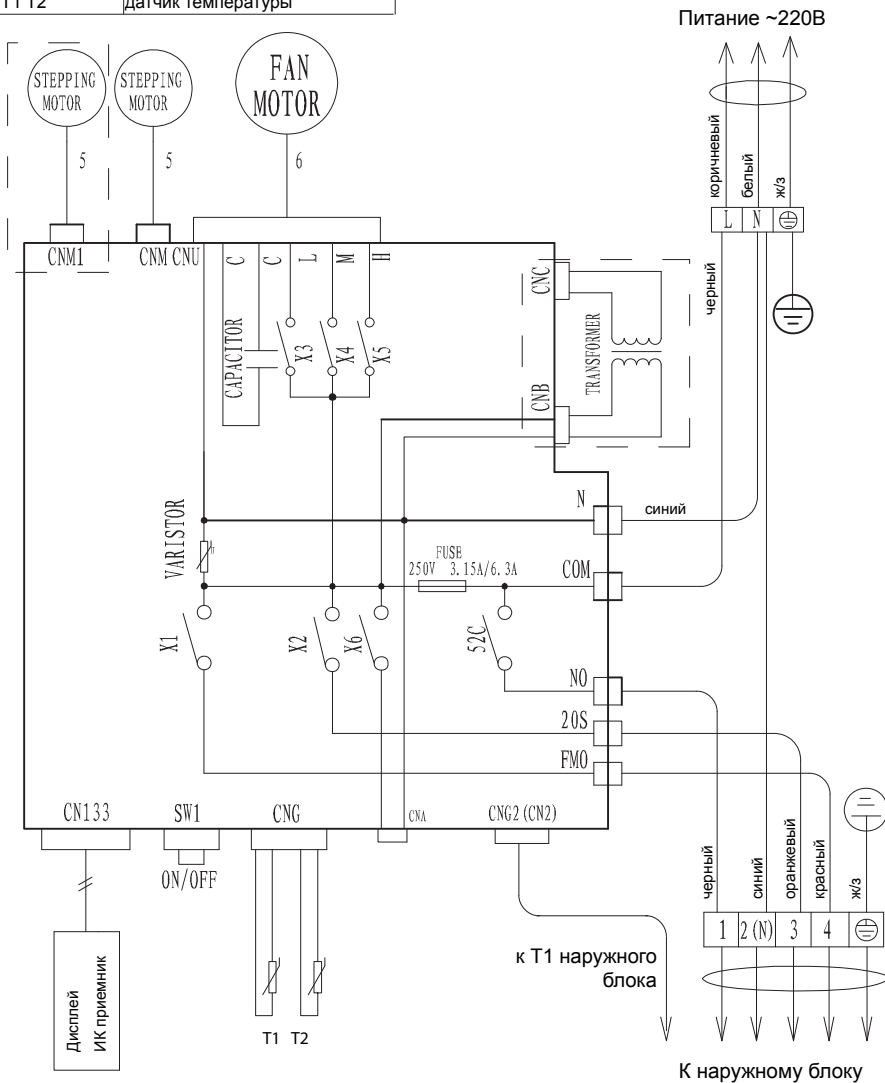 T1 T2 датчик температуры
Питание ~220В
STEPPING
MOTOR
STEPPING
MOTOR
FAN
MOTOR
5
5
6
коричневый
белый
ж/з
L N
CNM1
CNM CNU
C C L M H
CNC
черный
CAPACITOR
X3
X4
X5
TRANSFORMER
CNB
N
синий
VARISTOR
FUSE
250V 3.15A/6.3A
COM
X1
X2
X6
52C
NO
20S
FMO
CN133
SW1
CNG
CNA
CNG2(CN2)
ON/OFF
черный
синий
оранжевый
красный
ж/з
1 2(N) 3 4
к Т1 наружного
блока
Дисплей
ИК приемник
T1 T2
К наружному блоку